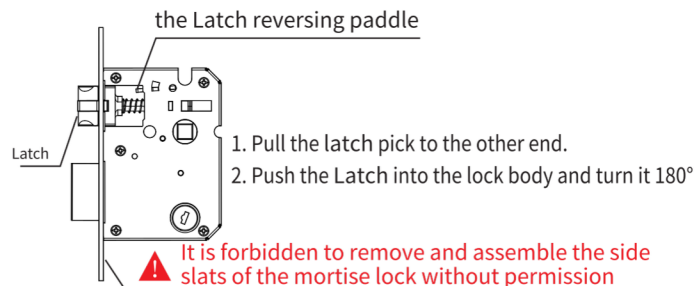 the Latch reversing paddle
Latch
1. Pull the latch pick to the other end.
2. Push the Latch into the lock body and turn it 180°
It is forbidden to remove and assemble the side
slats of the mortise lock without permission